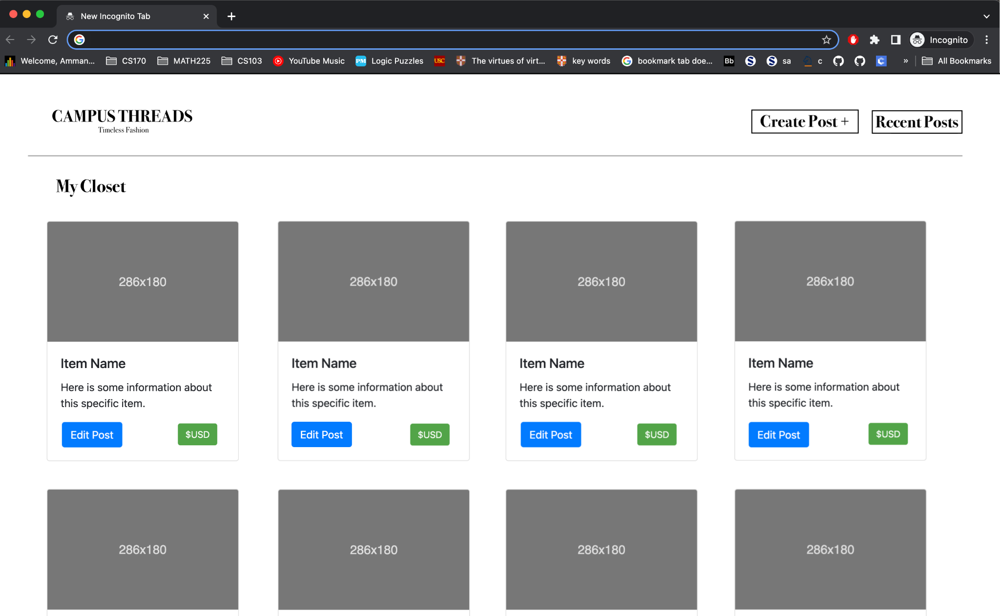 New Incognito Tab
Incognito
Welcome, Amman... CS170 MATH225 CS103 YouTube Music PM Logic Puzzles USC The virtues of virt... key words bookmark tab doe... Bb sa c » All Bookmarks
CAMPUS THREADS
Timeless Fashion
Create Post +
Recent Posts
My Closet
286x180 286x180 286x180 286x180
Item Name Item Name Item Name Item Name
Here is some information about Here is some information about Here is some information about Here is some information about
this specific item. this specific item. this specific item. this specific item.
Edit Post $USD Edit Post $USD Edit Post $USD Edit Post $USD
286x180 286x180 286x180 286x180